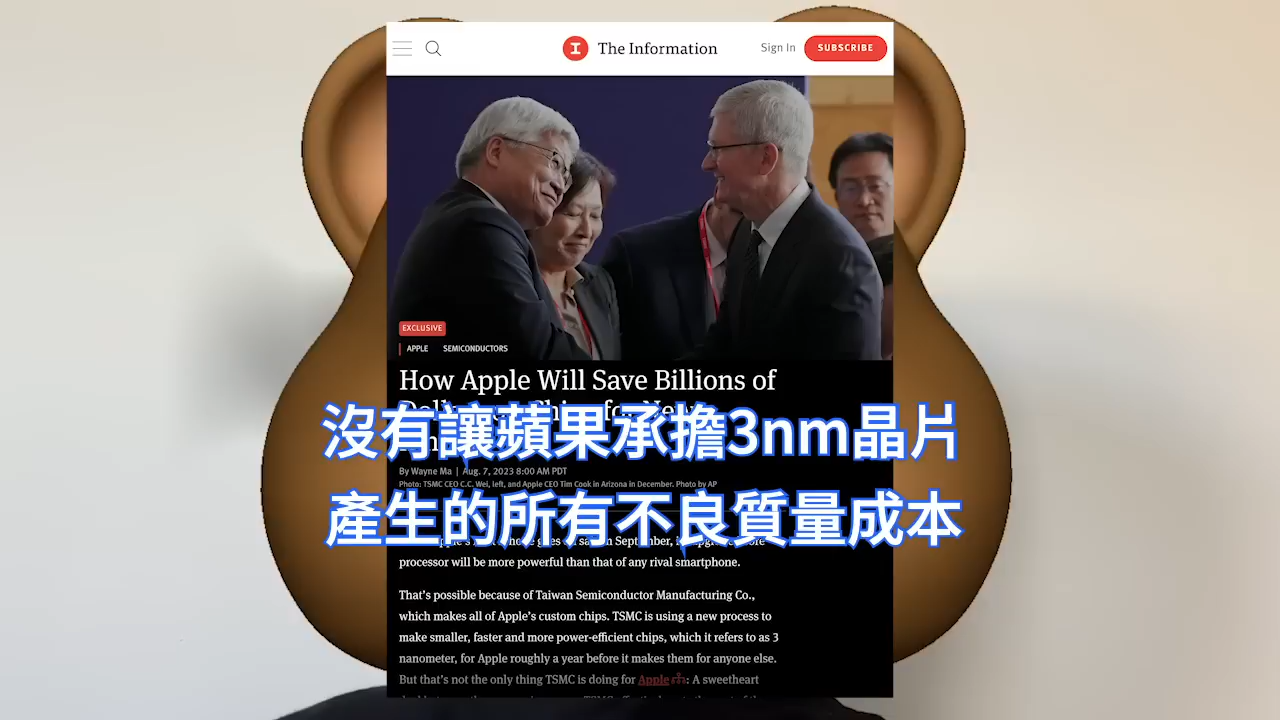 The Information
Sign In
SUBSCRIBE
EXCLUSIVE
APPLE
SEMICONDUCTORS
How Apple Will Save Billions of
沒有讓蘋果承擔3nm晶片
By Wayne Ma | Aug. 7, 2023 8:00 AM PDT
Photo: TSMC CEO C.C. Wei, left, and Apple CEO Tim Cook in Arizona in December. Photo by AP
產生的所有不良質量成本
processor will be more powerful than that of any rival smartphone.
That's possible because of Taiwan Semiconductor Manufacturing Co.,
which makes all of Apple's custom chips. TSMC is using a new process to
make smaller, faster and more power-efficient chips, which it refers to as 3
nanometer, for Apple roughly a year before it makes them for anyone else.
But that's not the only thing TSMC is doing for Apple: A sweetheart